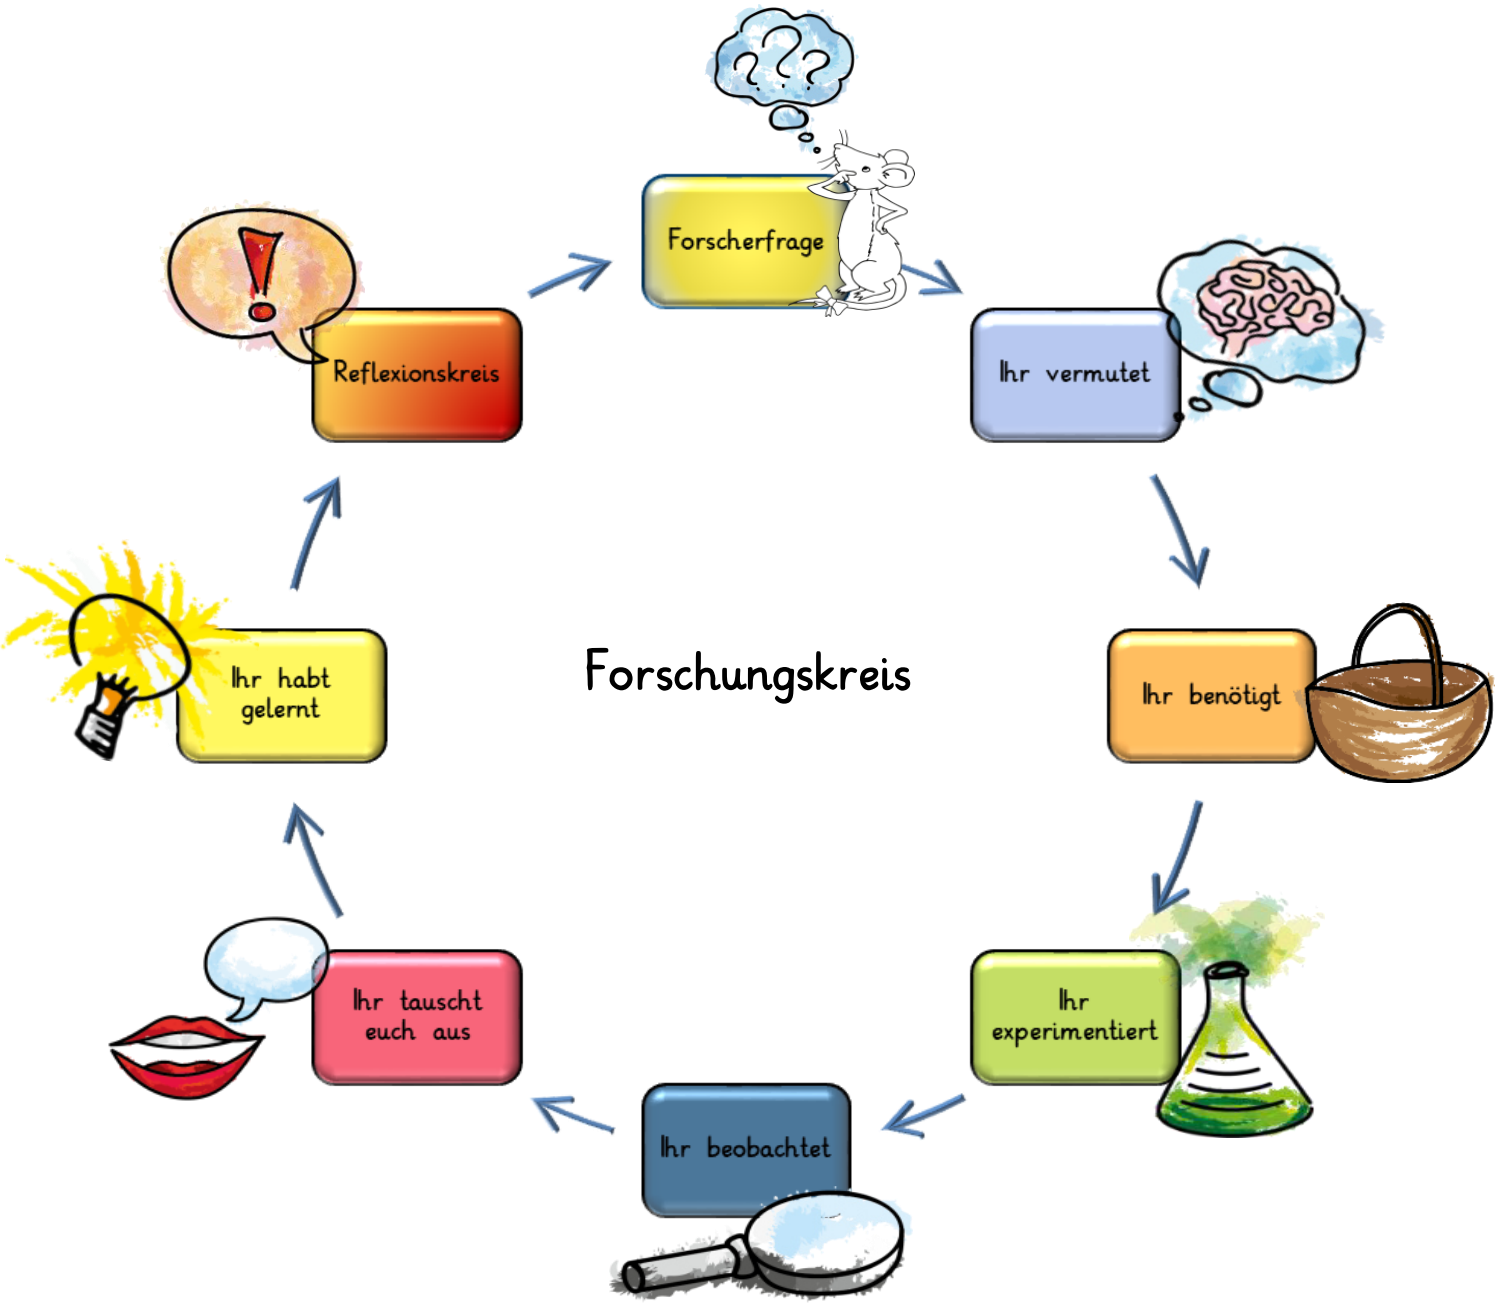 ? ? ?
Forscherfrage
!
Reflexionskreis
Ihr vermutet
Ihr habt
gelernt
Forschungskreis
Ihr benötigt
Ihr tauscht
euch aus
Ihr
experimentiert
Ihr beobachtet